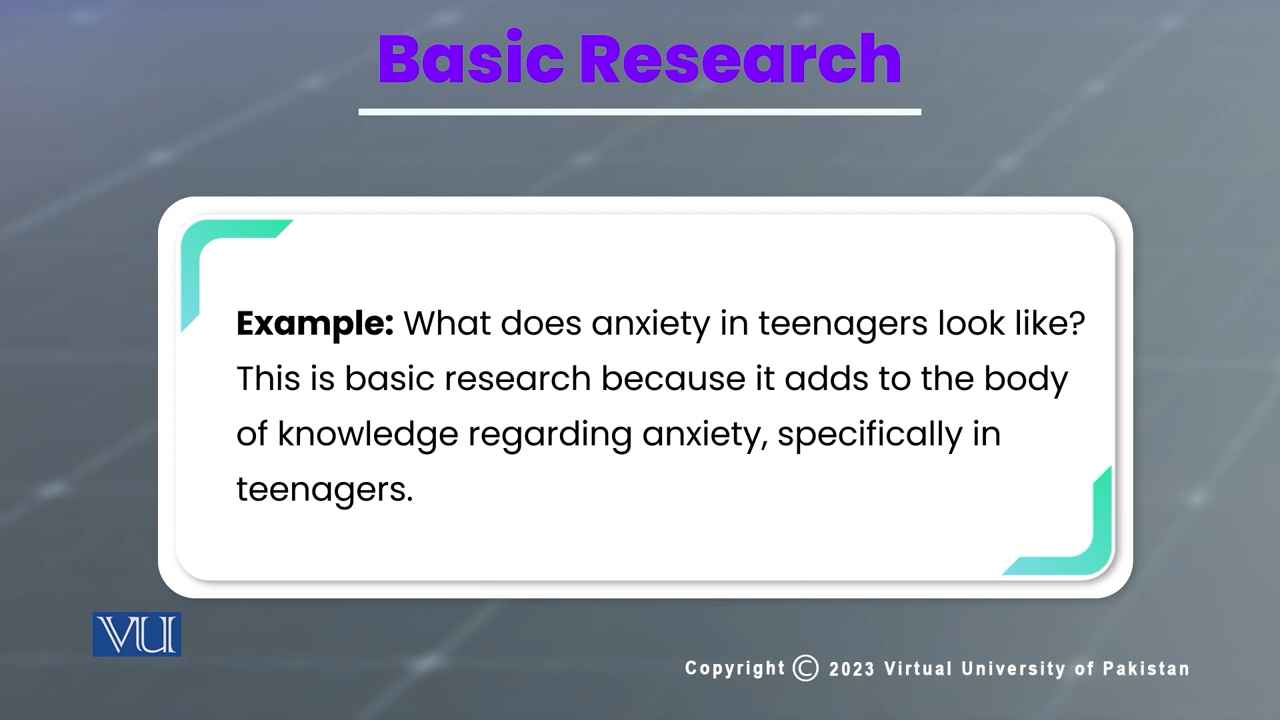 Basic Research
Example: What does anxiety in teenagers look like?
This is basic research because it adds to the body
of knowledge regarding anxiety, specifically in
teenagers.
VU
Copyright © 2023 Virtual University of Pakistan